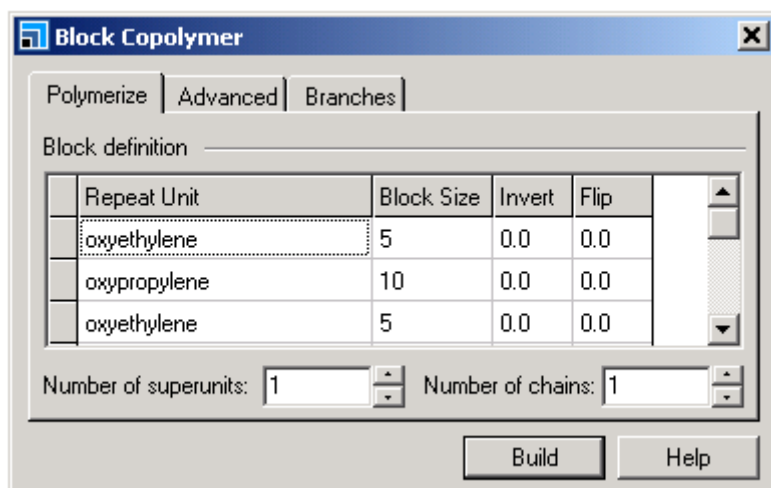 Block Copolymer
Polymerize Advanced Branches
Block definition
Repeat Unit Block Size Invert Flip
oxyethylene 5 0.0 0.0
oxypropylene 10 0.0 0.0
oxyethylene 5 0.0 0.0
Number of superunits: 1 Number of chains: 1
Build Help